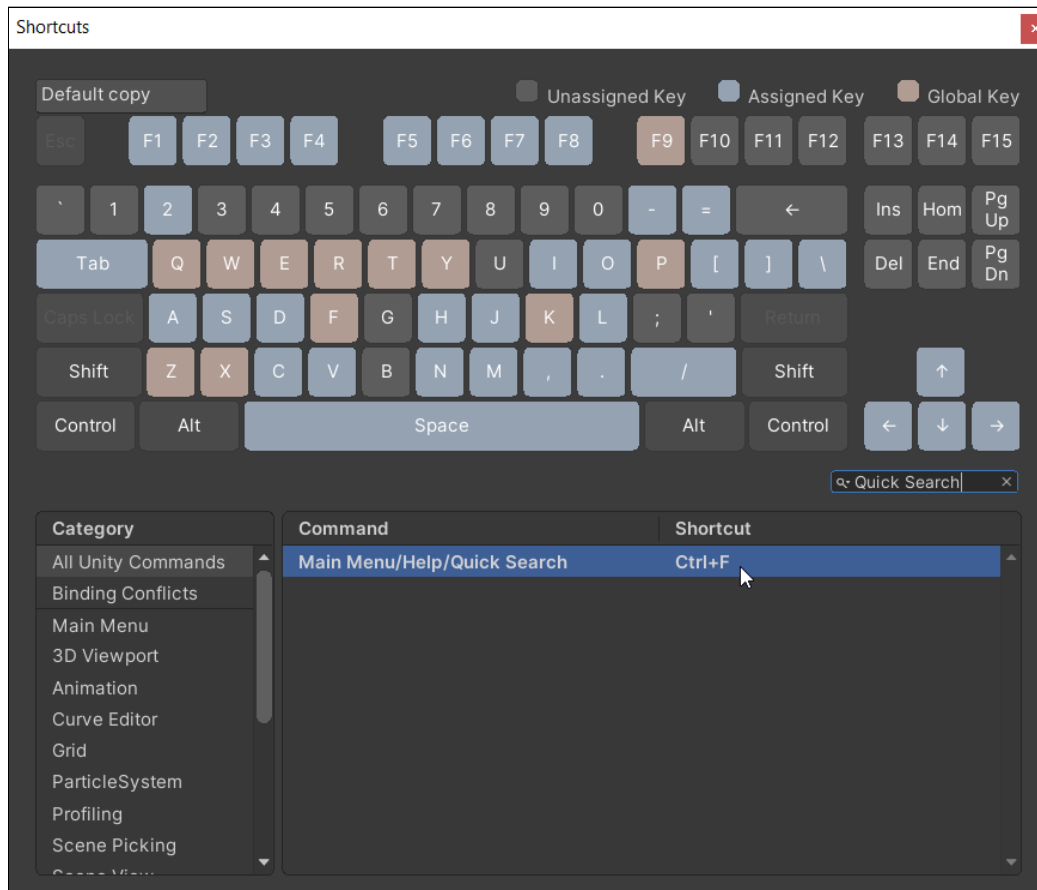 Shortcuts
×
Default copy
Unassigned Key Assigned Key Global Key
Esc F1 F2 F3 F4 F5 F6 F7 F8 F9 F10 F11 F12 F13 F14 F15
` 1 2 3 4 5 6 7 8 9 0 - = ← Ins Hom Pg Up
Tab Q W E R T Y U I O P [ ] \ Del End Pg Dn
Caps Lock A S D F G H J K L ; ' Return
Shift Z X C V B N M , . / Shift ↑
Control Alt Space Alt Control ← ↓ →
Quick Search ×
Category Command Shortcut
All Unity Commands Main Menu/Help/Quick Search Ctrl+F
Binding Conflicts
Main Menu
3D Viewport
Animation
Curve Editor
Grid
ParticleSystem
Profiling
Scene Picking
Scene View